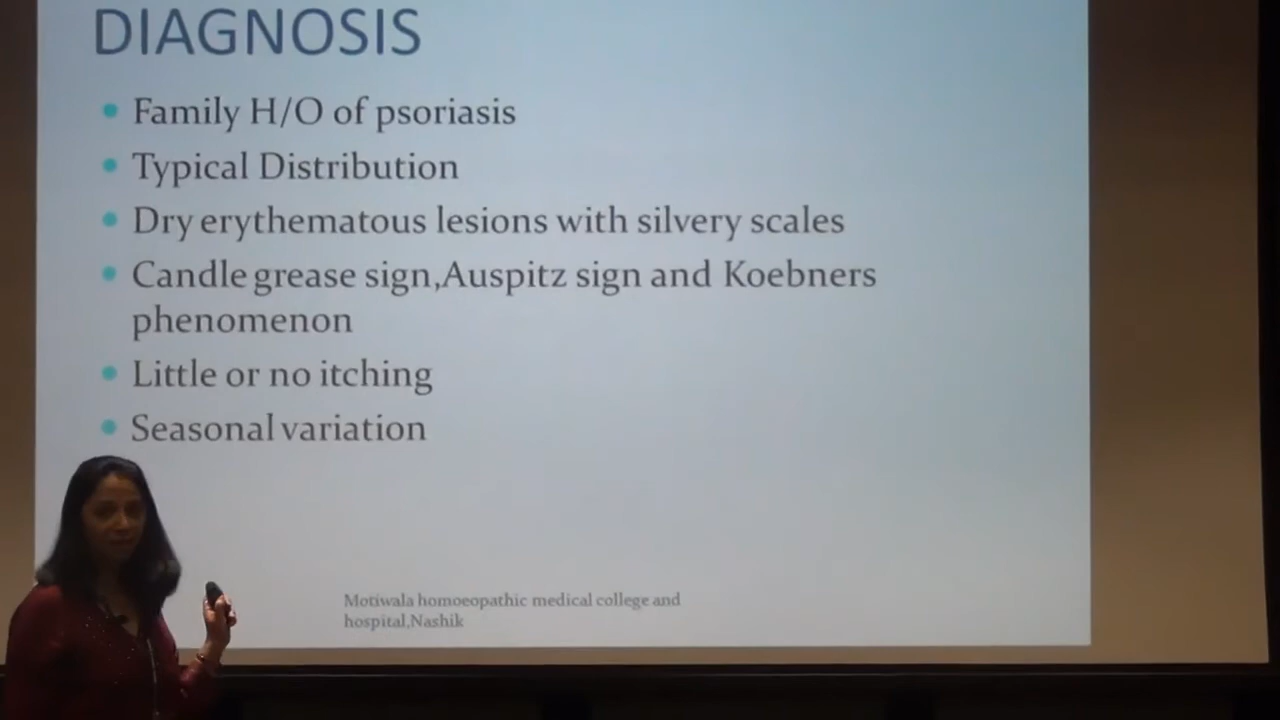 DIAGNOSIS
Family H/O of psoriasis
Typical Distribution
Dry erythematous lesions with silvery scales
Candle grease sign,Auspitz sign and Koebners
phenomenon
Little or no itching
Seasonal variation
Motiwala homoeopathic medical college and
hospital,Nashik